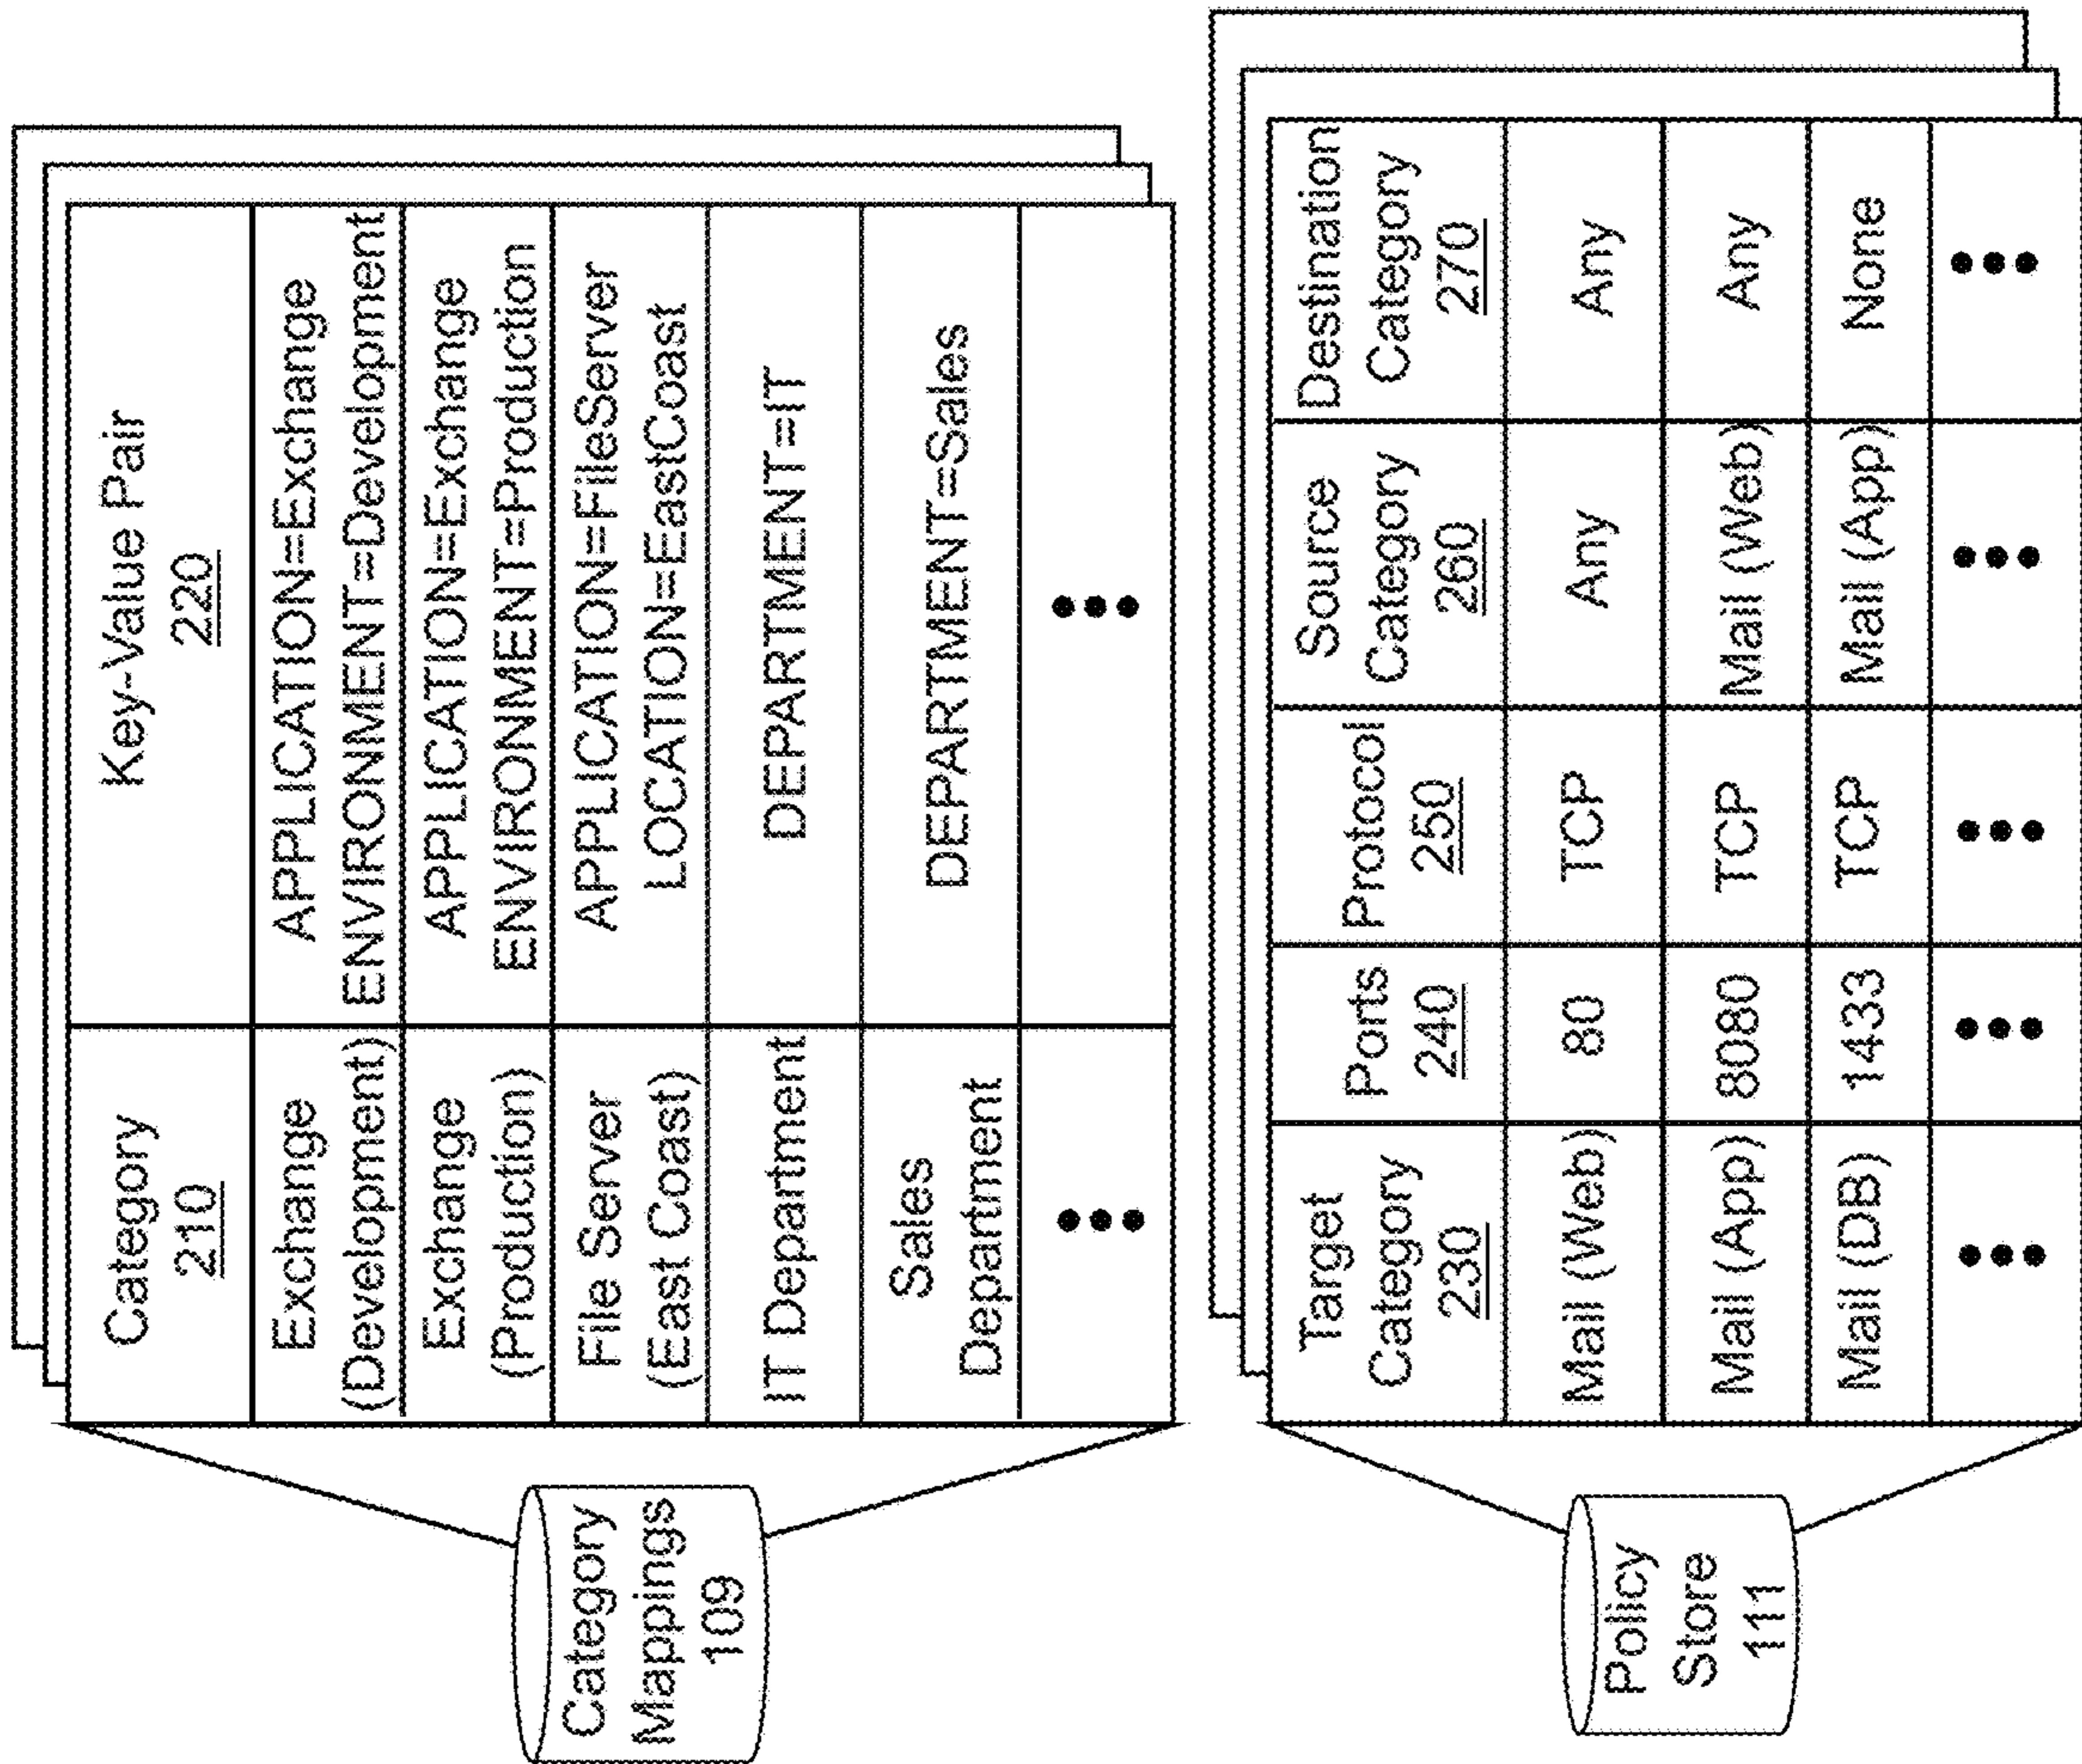 Category
Mappings
109
Category
210
Key-Value Pair
220
Exchange
(Development)
APPLICATION=Exchange
ENVIRONMENT=Development
Exchange
(Production)
APPLICATION=Exchange
ENVIRONMENT=Production
File Server
(East Coast)
APPLICATION=FileServer
LOCATION=EastCoast
IT Department
DEPARTMENT=IT
Sales
Department
DEPARTMENT=Sales
Policy
Store
111
Target
Category
230
Ports
240
Protocol
250
Source
Category
260
Destination
Category
270
Mail (Web)
80
TCP
Any
Any
Mail (App)
8080
TCP
Mail (Web)
Any
Mail (DB)
1433
TCP
Mail (App)
None